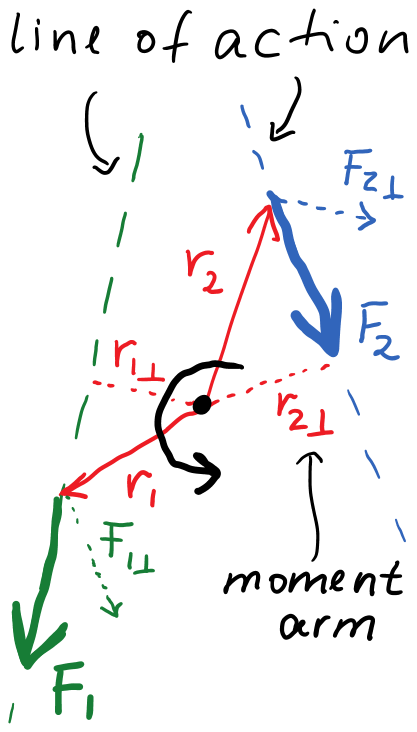 line of action
F2⊥
r2
F2
r1⊥
r2⊥
r1
F1⊥
moment
arm
F1